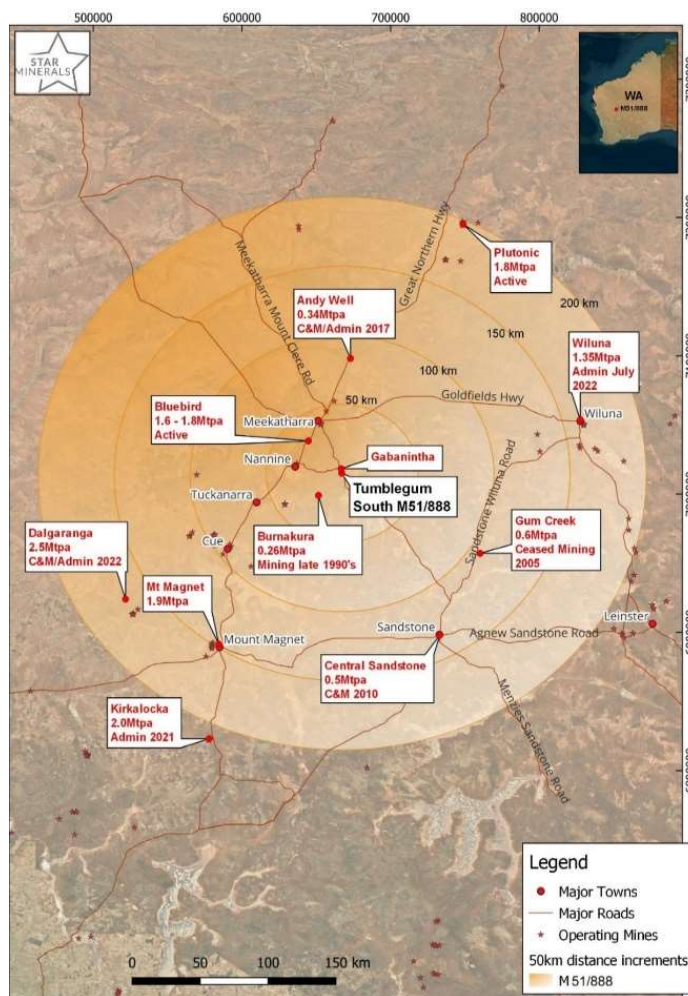 500000 600000 700000 800000
STAR
MINERALS
WA
M51/888
Plutonic
1.8Mtpa
Active
Great Northern Hwy
Meekatharra Mount Clere Rd
Andy Well
0.34Mtpa
C&M/Admin 2017
200 km
150 km
100 km
50 km
Wiluna
1.35Mtpa
Admin July
2022
Goldfields Hwy
Wiluna
Bluebird
1.6 - 1.8Mtpa
Active
Meekatharra
Nannine
Gabanintha
Tumblegum
South M51/888
Tuckanarra
Sandstone Wiluna Road
Burnakura
0.26Mtpa
Mining late 1990's
Gum Creek
0.6Mtpa
Ceased Mining
2005
Cue
Dalgaranga
2.5Mtpa
C&M/Admin 2022
Mt Magnet
1.9Mtpa
Leinster
Sandstone
Agnew Sandstone Road
Mount Magnet
Central Sandstone
0.5Mtpa
C&M 2010
Kirkalocka
2.0Mtpa
Admin 2021
Menzies Sandstone Road
7100000
7000000
6900000
6800000
Legend
Major Towns
Major Roads
Operating Mines
50km distance increments
M51/888
0 50 100 150 km